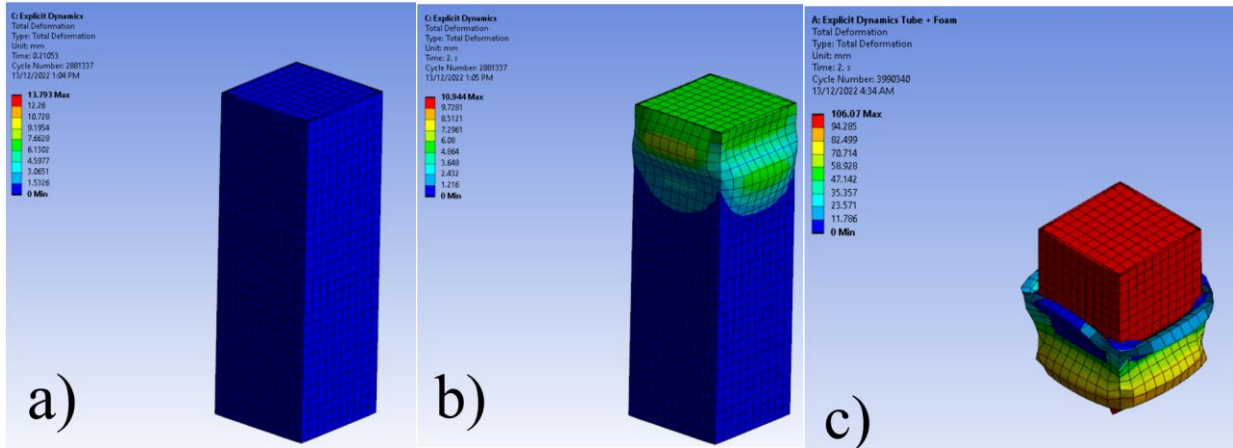 C: Explicit Dynamics
Total Deformation
Type: Total Deformation
Unit: mm
Time: 0.21053
Cycle Number: 2881337
13/12/2022 1:04 PM
13.793 Max
12.26
10.728
9.1954
7.6628
6.1302
4.5977
3.0651
1.5326
0 Min
a)
C: Explicit Dynamics
Total Deformation
Type: Total Deformation
Unit: mm
Time: 2. s
Cycle Number: 2881337
13/12/2022 1:05 PM
10.944 Max
9.7281
8.5121
7.2961
6.08
4.864
3.648
2.432
1.216
0 Min
b)
A: Explicit Dynamics Tube + Foam
Total Deformation
Type: Total Deformation
Unit: mm
Time: 2. s
Cycle Number: 3990340
13/12/2022 4:34 AM
106.07 Max
94.285
82.499
70.714
58.928
47.142
35.357
23.571
11.786
0 Min
c)